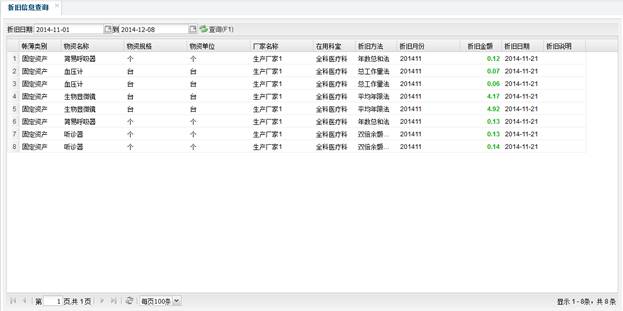 折旧信息查询
折旧日期 2014-11-01 到 2014-12-08 查询(F1)
帐薄类别 物资名称 物资规格 物资单位 厂家名称 在用科室 折旧方法 折旧月份 折旧金额 折旧日期 折旧说明
1 固定资产 简易呼吸器 个 个 生产厂家1 全科医疗科 年数总和法 201411 0.12 2014-11-21
2 固定资产 血压计 台 台 生产厂家1 全科医疗科 总工作量法 201411 0.07 2014-11-21
3 固定资产 血压计 台 台 生产厂家1 全科医疗科 总工作量法 201411 0.06 2014-11-21
4 固定资产 生物显微镜 台 台 生产厂家1 全科医疗科 平均年限法 201411 4.17 2014-11-21
5 固定资产 生物显微镜 台 台 生产厂家1 全科医疗科 平均年限法 201411 4.92 2014-11-21
6 固定资产 简易呼吸器 个 个 生产厂家1 全科医疗科 年数总和法 201411 0.13 2014-11-21
7 固定资产 听诊器 个 个 生产厂家1 全科医疗科 双倍余额... 201411 0.13 2014-11-21
8 固定资产 听诊器 个 个 生产厂家1 全科医疗科 双倍余额... 201411 0.14 2014-11-21
第 1 页,共 1 页 每页100条 显示 1 - 8条，共 8 条